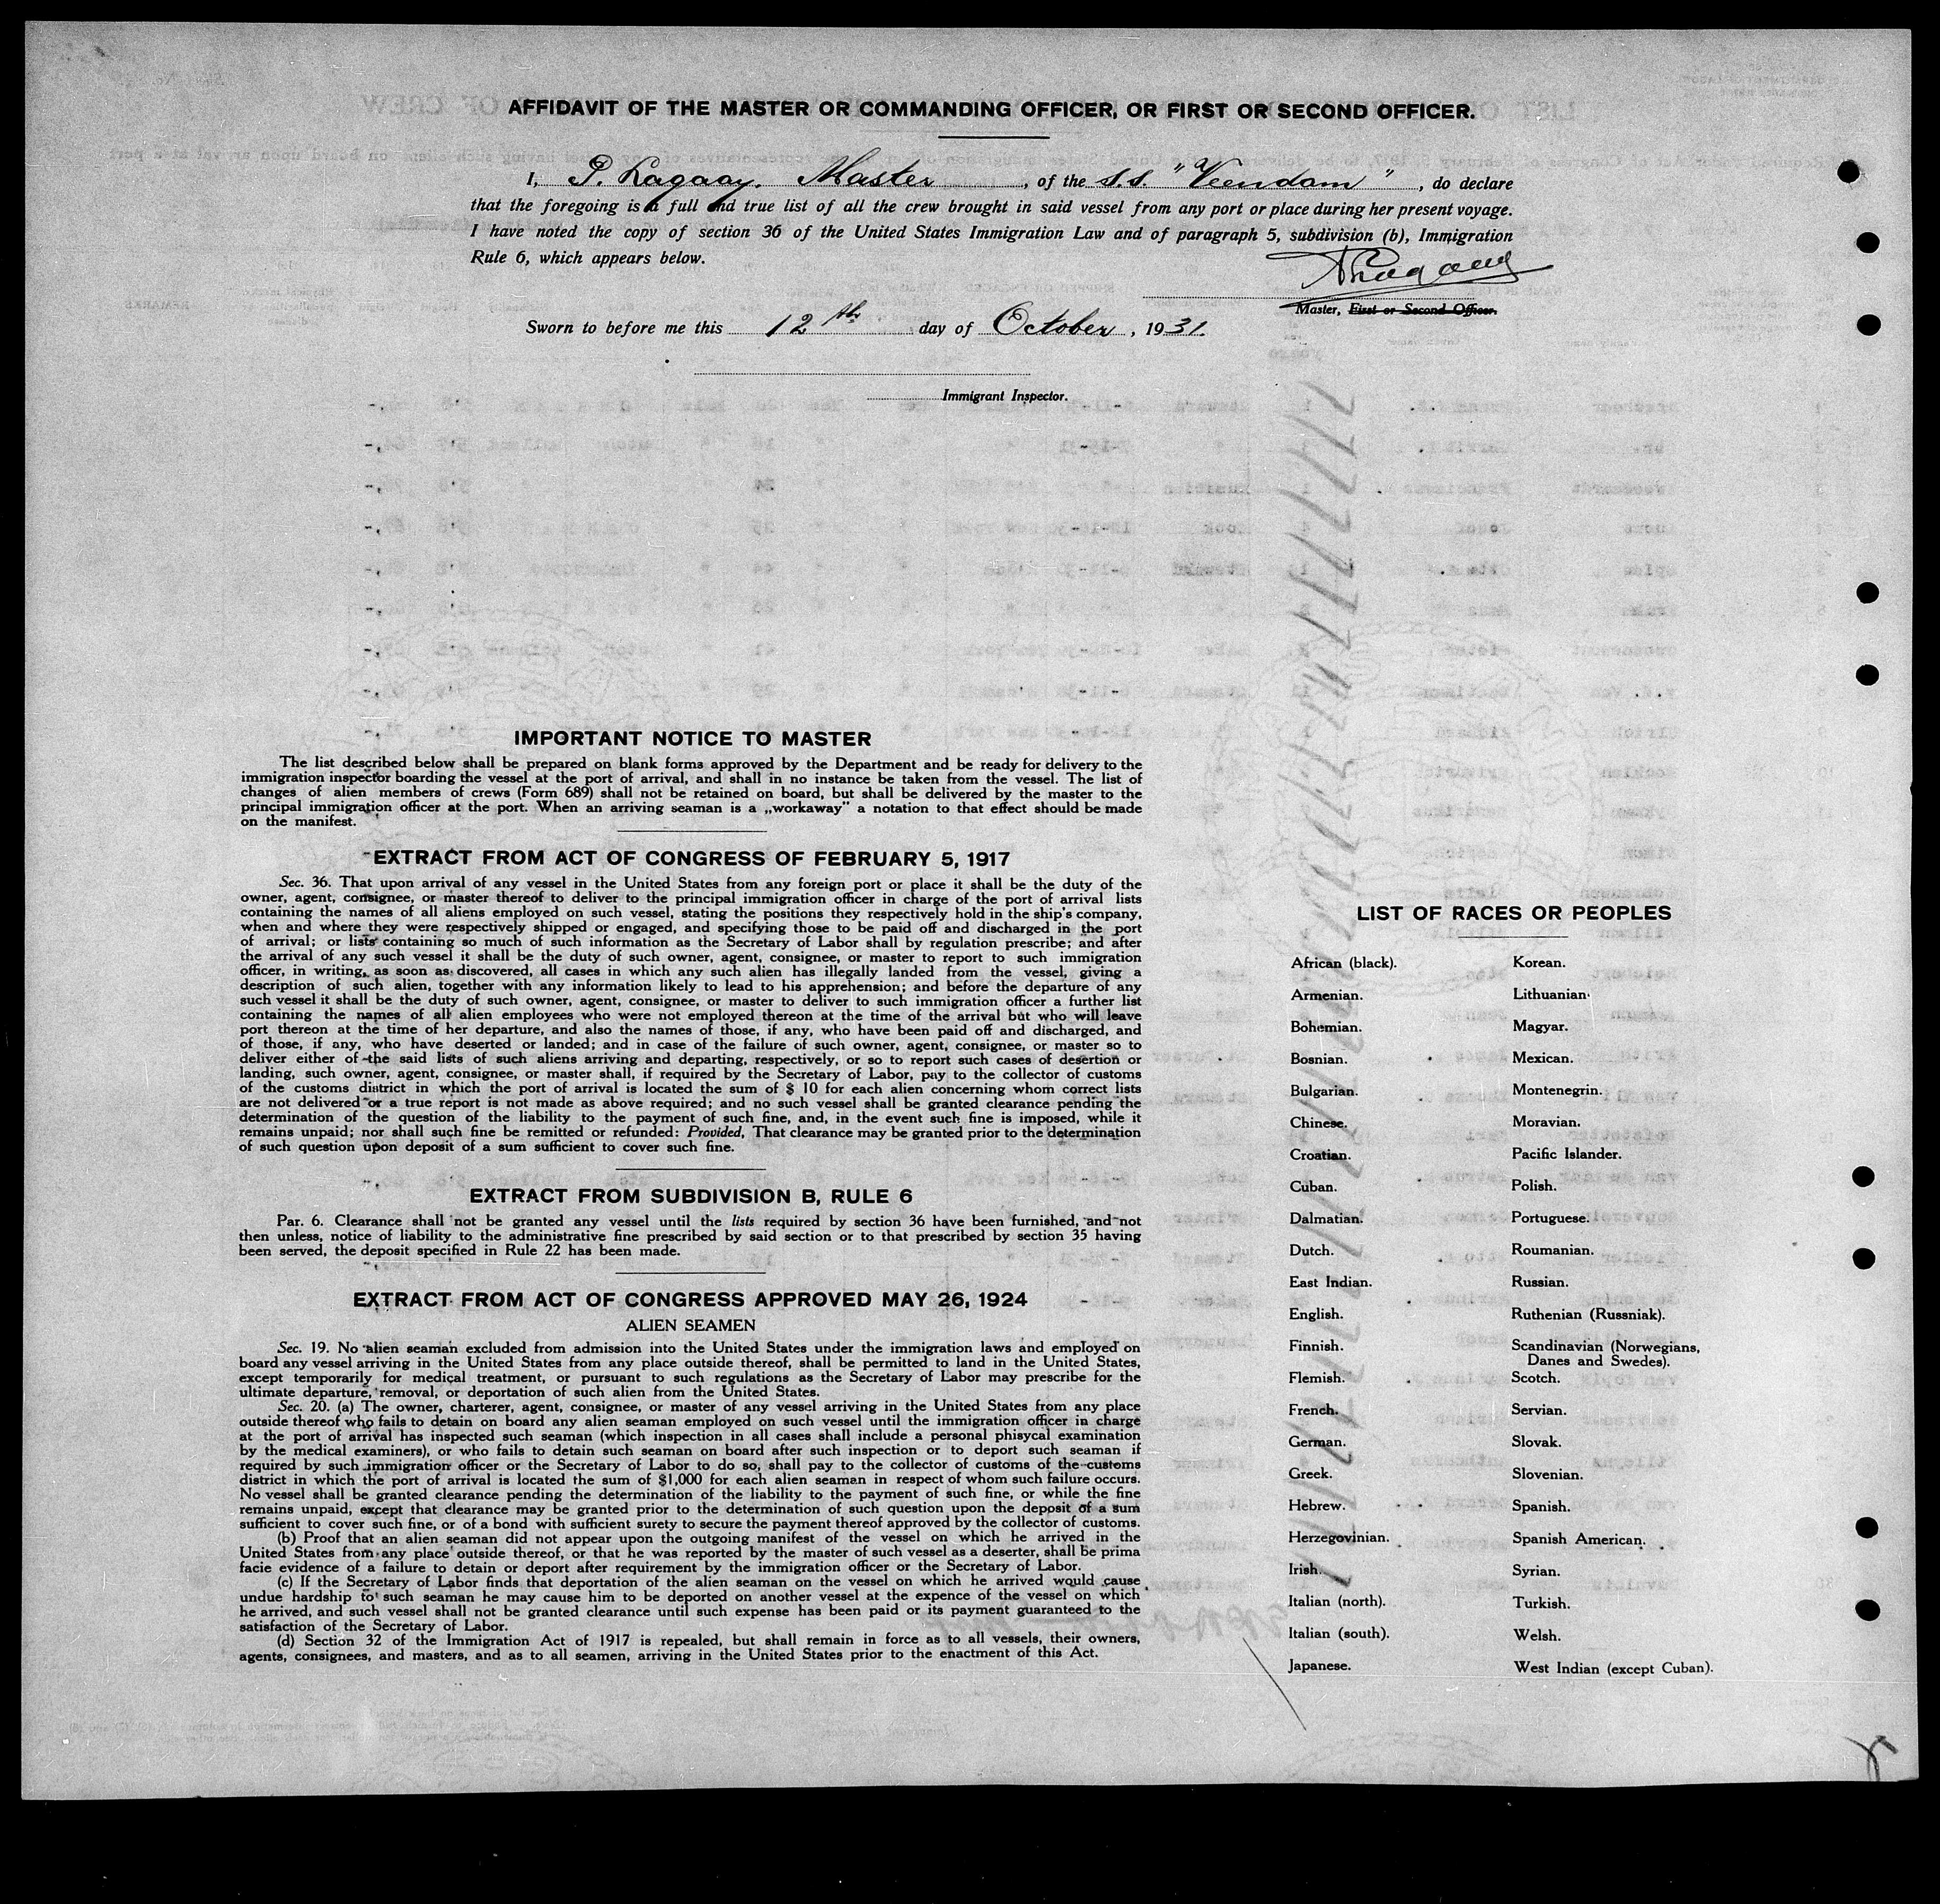 AFFIDAVIT OF THE MASTER OR COMMANDING OFFICER, OR FIRST OR SECOND OFFICER.
I, P. Lagaay. Master, of the s.s. "Veendam", do declare
that the foregoing is a full and true list of all the crew brought in said vessel from any port or place during her present voyage.
I have noted the copy of section 36 of the United States Immigration Law and of paragraph 5, subdivision (b), Immigration
Rule 6, which appears below.
P Lagaay
Master, First or Second Officer.
Sworn to before me this 12th day of October, 1931.
Immigrant Inspector.
IMPORTANT NOTICE TO MASTER
The list described below shall be prepared on blank forms approved by the Department and be ready for delivery to the
immigration inspector boarding the vessel at the port of arrival, and shall in no instance be taken from the vessel. The list of
changes of alien members of crews (Form 689) shall not be retained on board, but shall be delivered by the master to the
principal immigration officer at the port. When an arriving seaman is a „workaway” a notation to that effect should be made
on the manifest.
EXTRACT FROM ACT OF CONGRESS OF FEBRUARY 5, 1917
Sec. 36. That upon arrival of any vessel in the United States from any foreign port or place it shall be the duty of the
owner, agent, consignee, or master thereof to deliver to the principal immigration officer in charge of the port of arrival lists
containing the names of all aliens employed on such vessel, stating the positions they respectively hold in the ship's company,
when and where they were respectively shipped or engaged, and specifying those to be paid off and discharged in the port
of arrival; or lists containing so much of such information as the Secretary of Labor shall by regulation prescribe; and after
the arrival of any such vessel it shall be the duty of such owner, agent, consignee, or master to report to such immigration
officer, in writing, as soon as discovered, all cases in which any such alien has illegally landed from the vessel, giving a
description of such alien, together with any information likely to lead to his apprehension; and before the departure of any
such vessel it shall be the duty of such owner, agent, consignee, or master to deliver to such immigration officer a further list
containing the names of all alien employees who were not employed thereon at the time of the arrival but who will leave
port thereon at the time of her departure, and also the names of those, if any, who have been paid off and discharged, and
of those, if any, who have deserted or landed; and in case of the failure of such owner, agent, consignee, or master so to
deliver either of the said lists of such aliens arriving and departing, respectively, or so to report such cases of desertion or
landing, such owner, agent, consignee, or master shall, if required by the Secretary of Labor, pay to the collector of customs
of the customs district in which the port of arrival is located the sum of $ 10 for each alien concerning whom correct lists
are not delivered or a true report is not made as above required; and no such vessel shall be granted clearance pending the
determination of the question of the liability to the payment of such fine, and, in the event such fine is imposed, while it
remains unpaid; nor shall such fine be remitted or refunded: Provided, That clearance may be granted prior to the determination
of such question upon deposit of a sum sufficient to cover such fine.
EXTRACT FROM SUBDIVISION B, RULE 6
Par. 6. Clearance shall not be granted any vessel until the lists required by section 36 have been furnished, and not
then unless, notice of liability to the administrative fine prescribed by said section or to that prescribed by section 35 having
been served, the deposit specified in Rule 22 has been made.
EXTRACT FROM ACT OF CONGRESS APPROVED MAY 26, 1924
ALIEN SEAMEN
Sec. 19. No alien seaman excluded from admission into the United States under the immigration laws and employed on
board any vessel arriving in the United States from any place outside thereof, shall be permitted to land in the United States,
except temporarily for medical treatment, or pursuant to such regulations as the Secretary of Labor may prescribe for the
ultimate departure, removal, or deportation of such alien from the United States.
Sec. 20. (a) The owner, charterer, agent, consignee, or master of any vessel arriving in the United States from any place
outside thereof who fails to detain on board any alien seaman employed on such vessel until the immigration officer in charge
at the port of arrival has inspected such seaman (which inspection in all cases shall include a personal phisycal examination
by the medical examiners), or who fails to detain such seaman on board after such inspection or to deport such seaman if
required by such immigration officer or the Secretary of Labor to do so, shall pay to the collector of customs of the customs
district in which the port of arrival is located the sum of $1,000 for each alien seaman in respect of whom such failure occurs.
No vessel shall be granted clearance pending the determination of the liability to the payment of such fine, or while the fine
remains unpaid, except that clearance may be granted prior to the determination of such question upon the deposit of a sum
sufficient to cover such fine, or of a bond with sufficient surety to secure the payment thereof approved by the collector of customs.
(b) Proof that an alien seaman did not appear upon the outgoing manifest of the vessel on which he arrived in the
United States from any place outside thereof, or that he was reported by the master of such vessel as a deserter, shall be prima
facie evidence of a failure to detain or deport after requirement by the immigration officer or the Secretary of Labor.
(c) If the Secretary of Labor finds that deportation of the alien seaman on the vessel on which he arrived would cause
undue hardship to such seaman he may cause him to be deported on another vessel at the expence of the vessel on which
he arrived, and such vessel shall not be granted clearance until such expense has been paid or its payment guaranteed to the
satisfaction of the Secretary of Labor.
(d) Section 32 of the Immigration Act of 1917 is repealed, but shall remain in force as to all vessels, their owners,
agents, consignees, and masters, and as to all seamen, arriving in the United States prior to the enactment of this Act.
LIST OF RACES OR PEOPLES
African (black).
Armenian.
Bohemian.
Bosnian.
Bulgarian.
Chinese.
Croatian.
Cuban.
Dalmatian.
Dutch.
East Indian.
English.
Finnish.
Flemish.
French.
German.
Greek.
Hebrew.
Herzegovinian.
Irish.
Italian (north).
Italian (south).
Japanese.
Korean.
Lithuanian.
Magyar.
Mexican.
Montenegrin.
Moravian.
Pacific Islander.
Polish.
Portuguese.
Roumanian.
Russian.
Ruthenian (Russniak).
Scandinavian (Norwegians,
Danes and Swedes).
Scotch.
Servian.
Slovak.
Slovenian.
Spanish.
Spanish American.
Syrian.
Turkish.
Welsh.
West Indian (except Cuban).